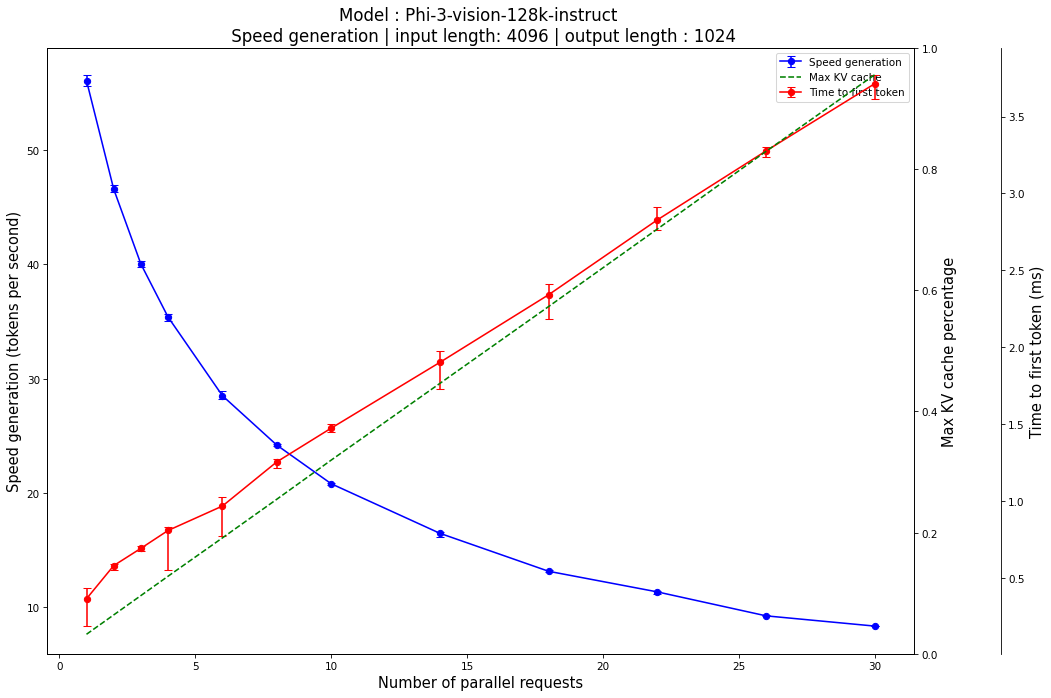 Model : Phi-3-vision-128k-instruct
Speed generation | input length: 4096 | output length : 1024
Speed generation
Max KV cache
Time to first token
Speed generation (tokens per second)
50
40
30
20
10
1.0
0.8
0.6
0.4
0.2
0.0
Max KV cache percentage
3.5
3.0
2.5
2.0
1.5
1.0
0.5
Time to first token (ms)
0
5
10
15
20
25
30
Number of parallel requests